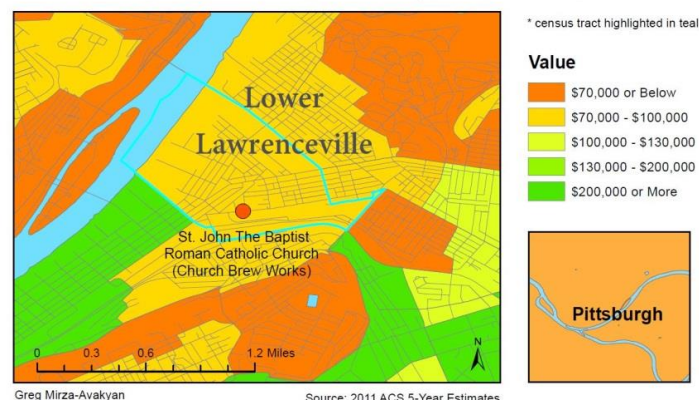 * census tract highlighted in teal
Value
$70,000 or Below
$70,000 - $100,000
$100,000 - $130,000
$130,000 - $200,000
$200,000 or More
Lower
Lawrenceville
St. John The Baptist
Roman Catholic Church
(Church Brew Works)
0 0.3 0.6 1.2 Miles
N
Pittsburgh
Greg Mirza-Avakyan
Source: 2011 ACS 5-Year Estimates